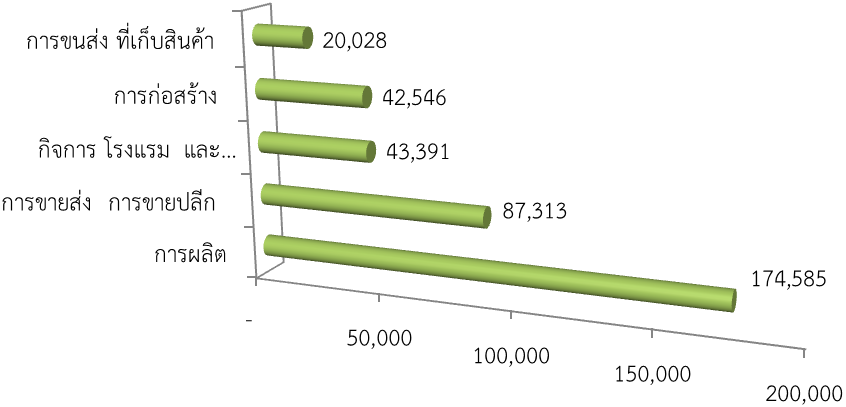 การขนส่ง ที่เก็บสินค้า
20,028
การก่อสร้าง
42,546
กิจการ โรงแรม และ...
43,391
การขายส่ง การขายปลีก
87,313
การผลิต
174,585
-
50,000
100,000
150,000
200,000